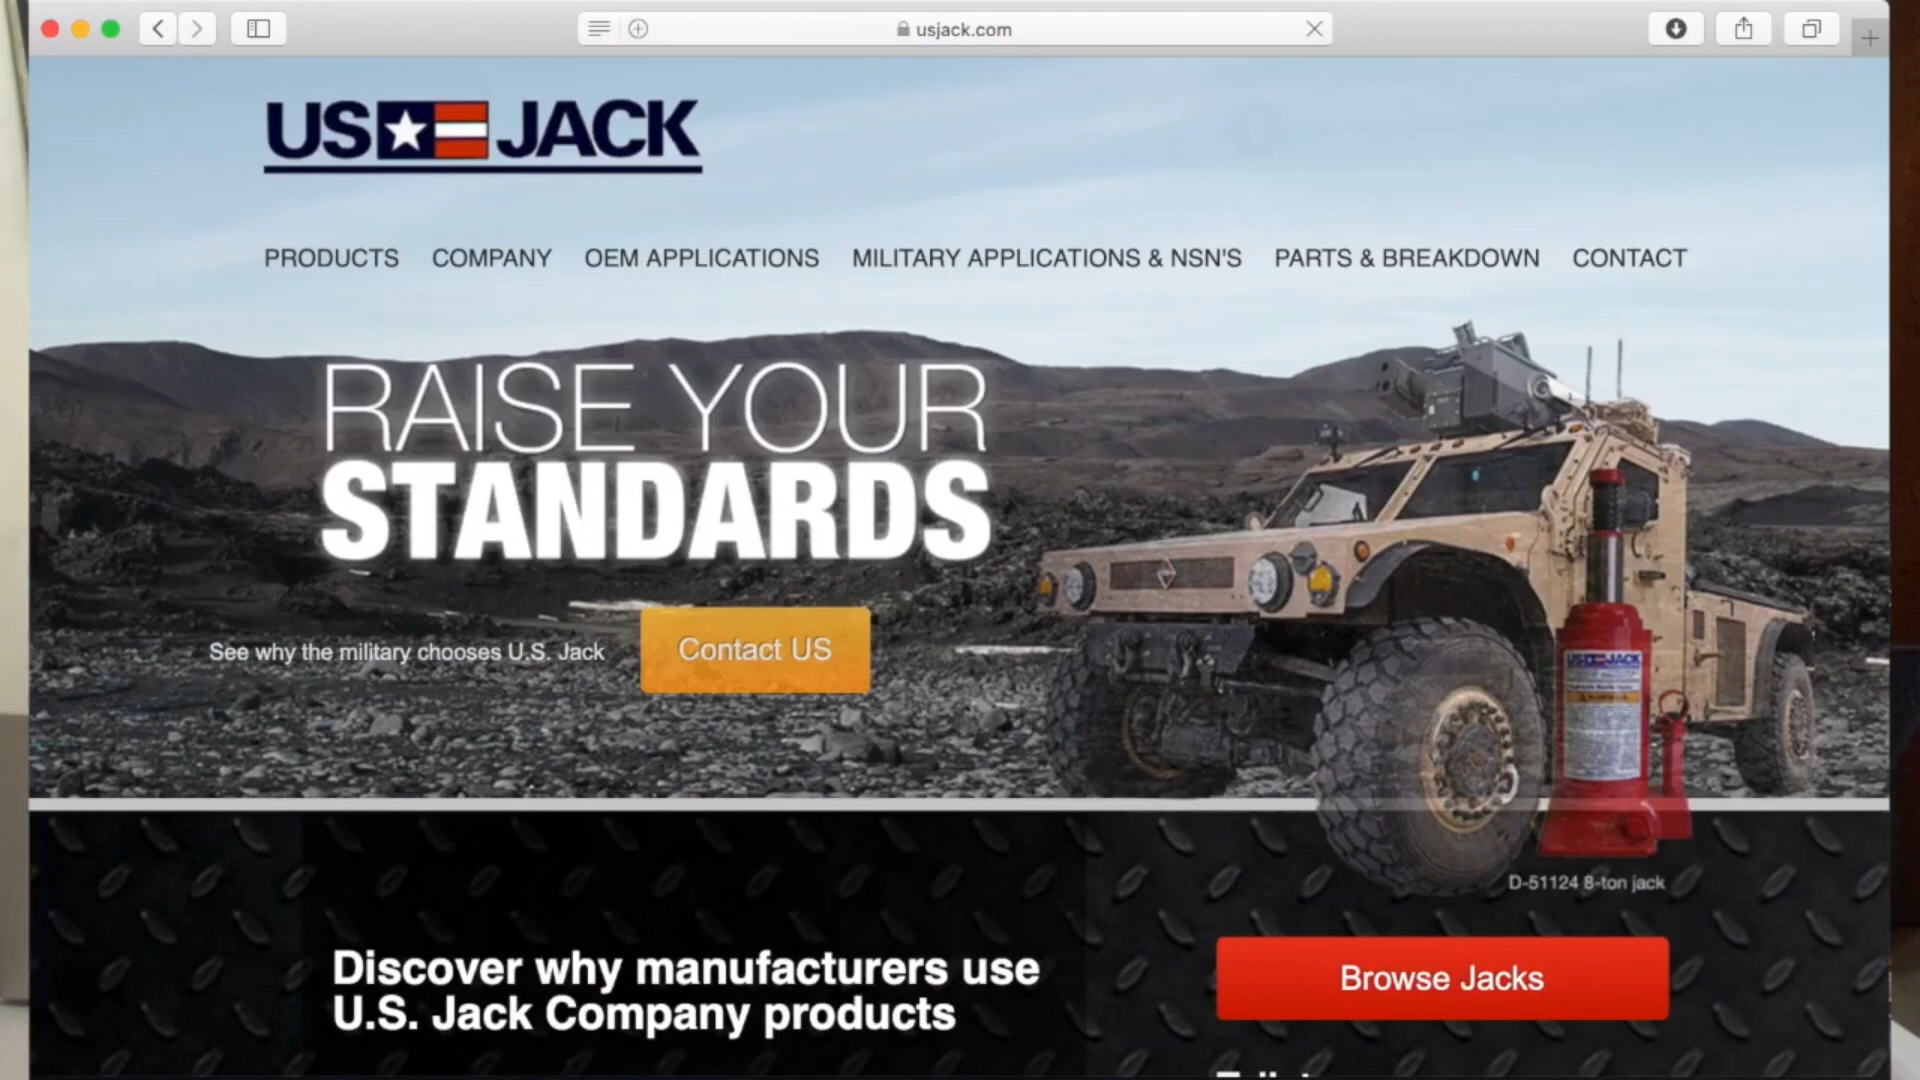 usjack.com
US JACK
PRODUCTS COMPANY OEM APPLICATIONS MILITARY APPLICATIONS & NSN'S PARTS & BREAKDOWN CONTACT
RAISE YOUR
STANDARDS
See why the military chooses U.S. Jack
Contact US
US JACK
D-51124 8-ton jack
Discover why manufacturers use
U.S. Jack Company products
Browse Jacks